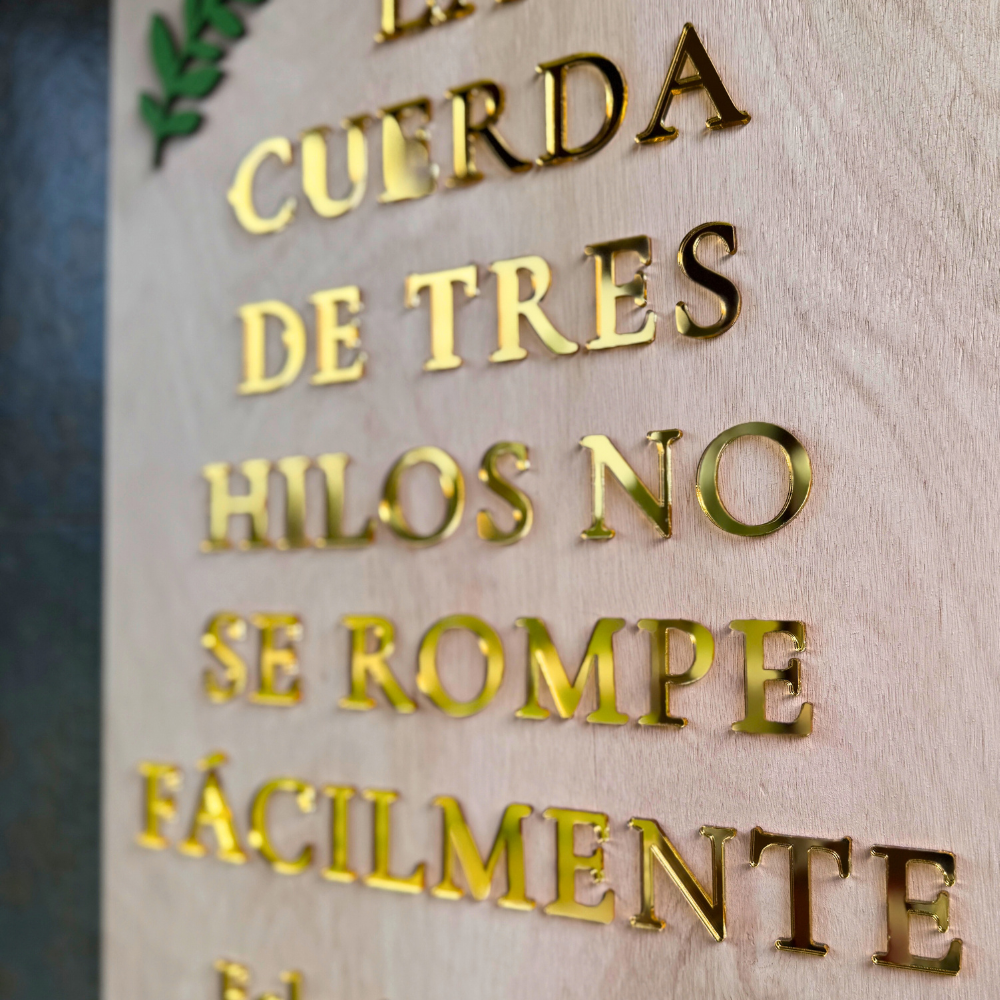 CUERDA
DE TRES
HILOS NO
SE ROMPE
FÁCILMENTE